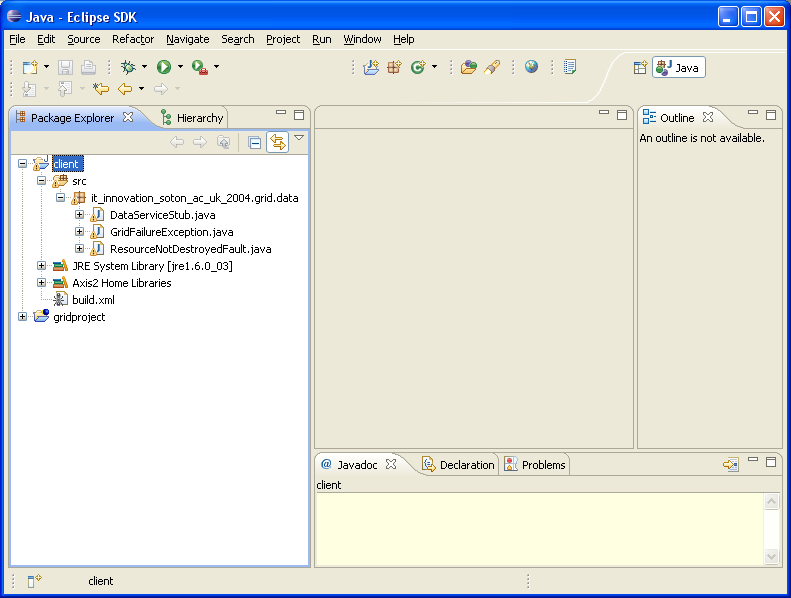 Java - Eclipse SDK
File Edit Source Refactor Navigate Search Project Run Window Help
Java
Package Explorer Hierarchy
Outline
An outline is not available.
client
src
it_innovation_soton_ac_uk_2004.grid.data
DataServiceStub.java
GridFailureException.java
ResourceNotDestroyedFault.java
JRE System Library [jre1.6.0_03]
Axis2 Home Libraries
build.xml
gridproject
@ Javadoc Declaration Problems
client
client